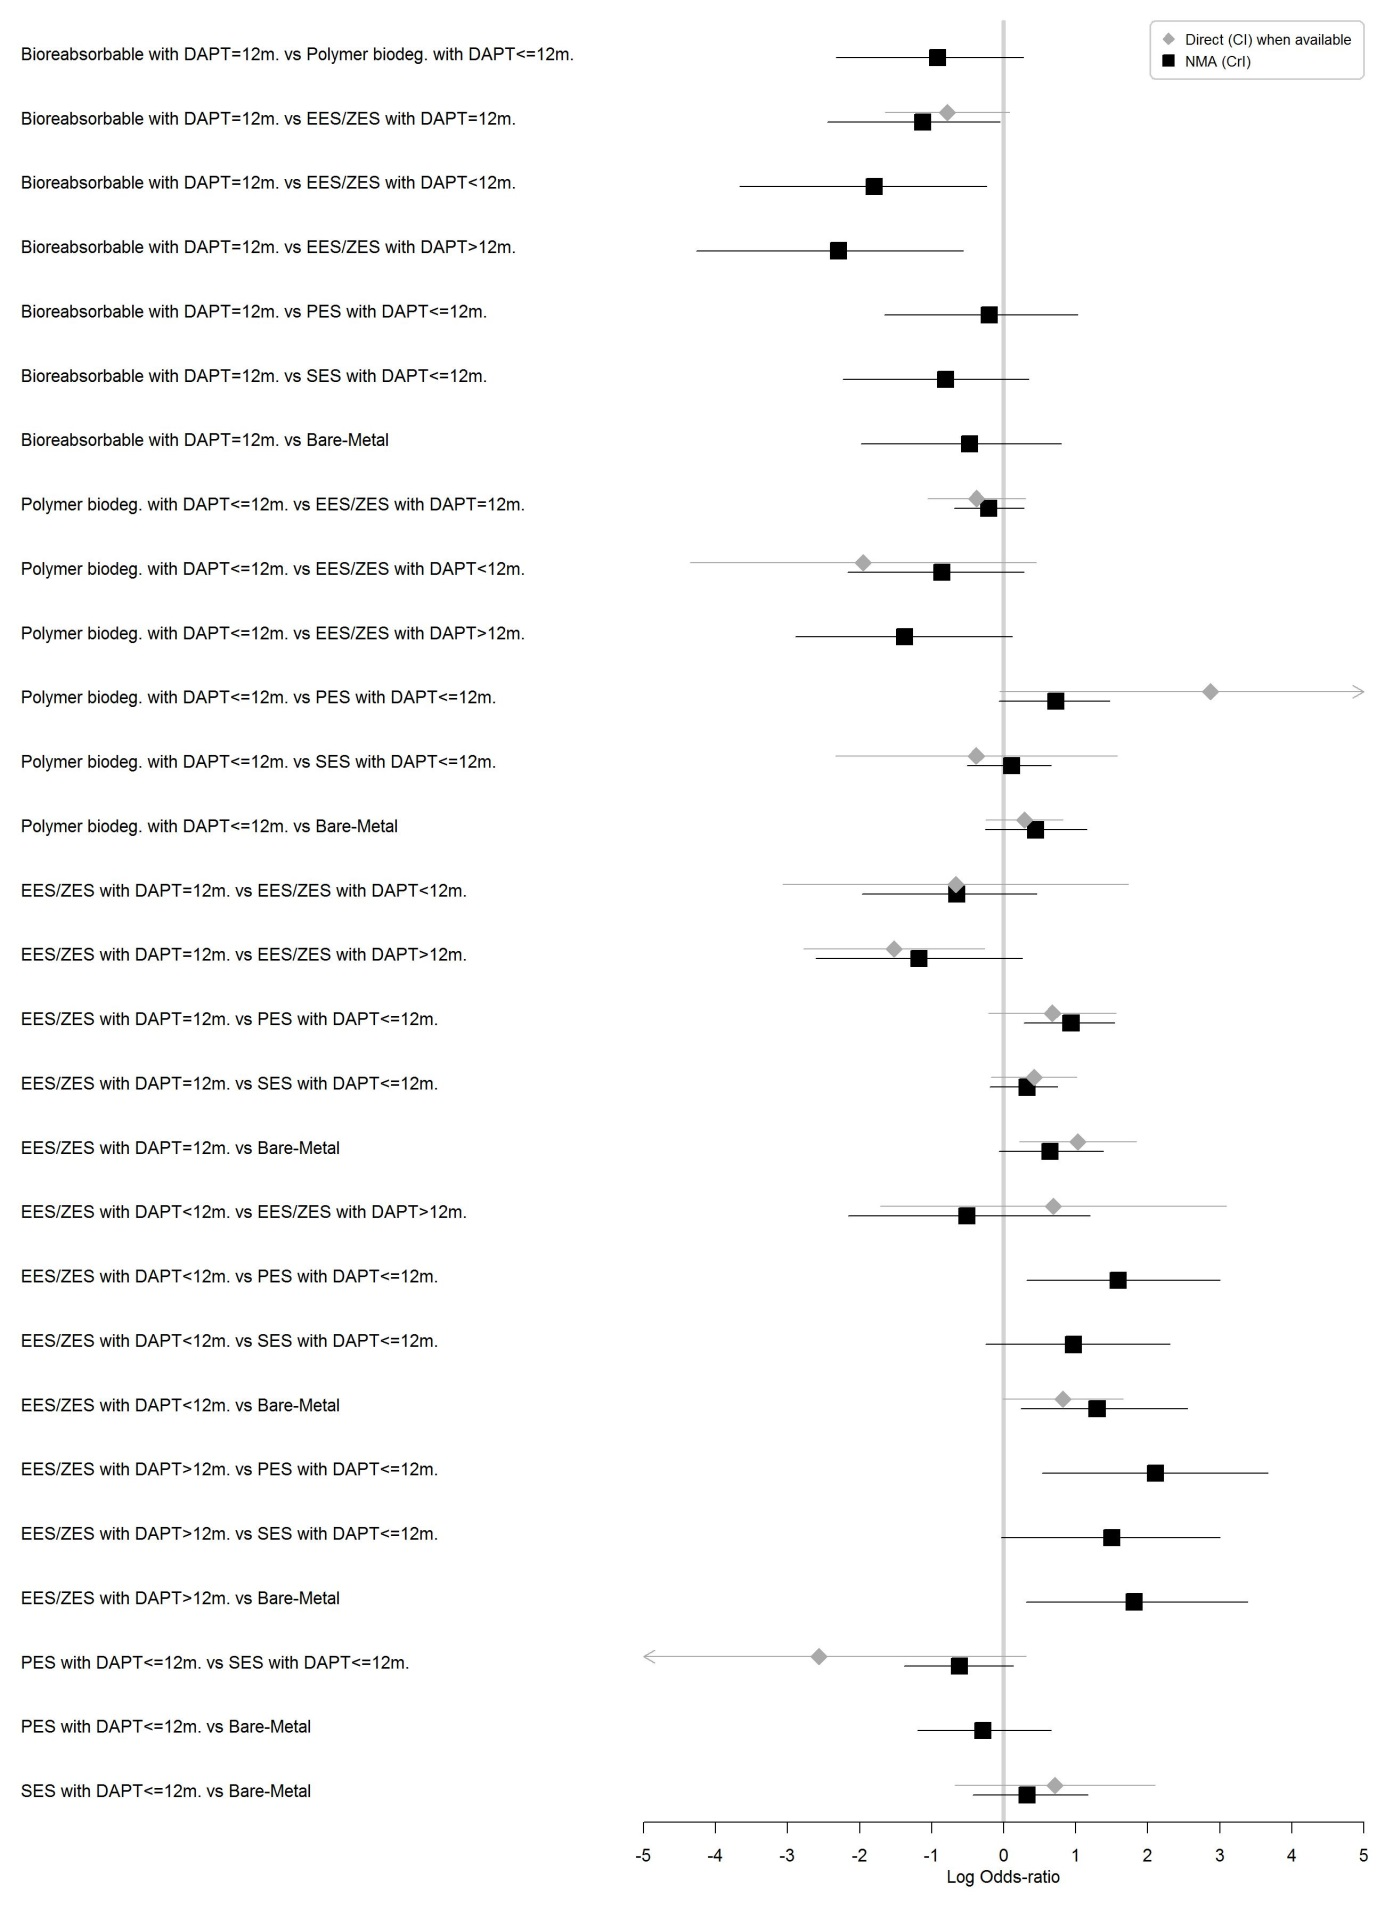 Direct (CI) when available
NMA (CrI)
Bioreabsorbable with DAPT=12m. vs Polymer biodeg. with DAPT<=12m.
Bioreabsorbable with DAPT=12m. vs EES/ZES with DAPT=12m.
Bioreabsorbable with DAPT=12m. vs EES/ZES with DAPT<12m.
Bioreabsorbable with DAPT=12m. vs EES/ZES with DAPT>12m.
Bioreabsorbable with DAPT=12m. vs PES with DAPT<=12m.
Bioreabsorbable with DAPT=12m. vs SES with DAPT<=12m.
Bioreabsorbable with DAPT=12m. vs Bare-Metal
Polymer biodeg. with DAPT<=12m. vs EES/ZES with DAPT=12m.
Polymer biodeg. with DAPT<=12m. vs EES/ZES with DAPT<12m.
Polymer biodeg. with DAPT<=12m. vs EES/ZES with DAPT>12m.
Polymer biodeg. with DAPT<=12m. vs PES with DAPT<=12m.
Polymer biodeg. with DAPT<=12m. vs SES with DAPT<=12m.
Polymer biodeg. with DAPT<=12m. vs Bare-Metal
EES/ZES with DAPT=12m. vs EES/ZES with DAPT<12m.
EES/ZES with DAPT=12m. vs EES/ZES with DAPT>12m.
EES/ZES with DAPT=12m. vs PES with DAPT<=12m.
EES/ZES with DAPT=12m. vs SES with DAPT<=12m.
EES/ZES with DAPT=12m. vs Bare-Metal
EES/ZES with DAPT<12m. vs EES/ZES with DAPT>12m.
EES/ZES with DAPT<12m. vs PES with DAPT<=12m.
EES/ZES with DAPT<12m. vs SES with DAPT<=12m.
EES/ZES with DAPT<12m. vs Bare-Metal
EES/ZES with DAPT>12m. vs PES with DAPT<=12m.
EES/ZES with DAPT>12m. vs SES with DAPT<=12m.
EES/ZES with DAPT>12m. vs Bare-Metal
PES with DAPT<=12m. vs SES with DAPT<=12m.
PES with DAPT<=12m. vs Bare-Metal
SES with DAPT<=12m. vs Bare-Metal
-5 -4 -3 -2 -1 0 1 2 3 4 5
Log Odds-ratio